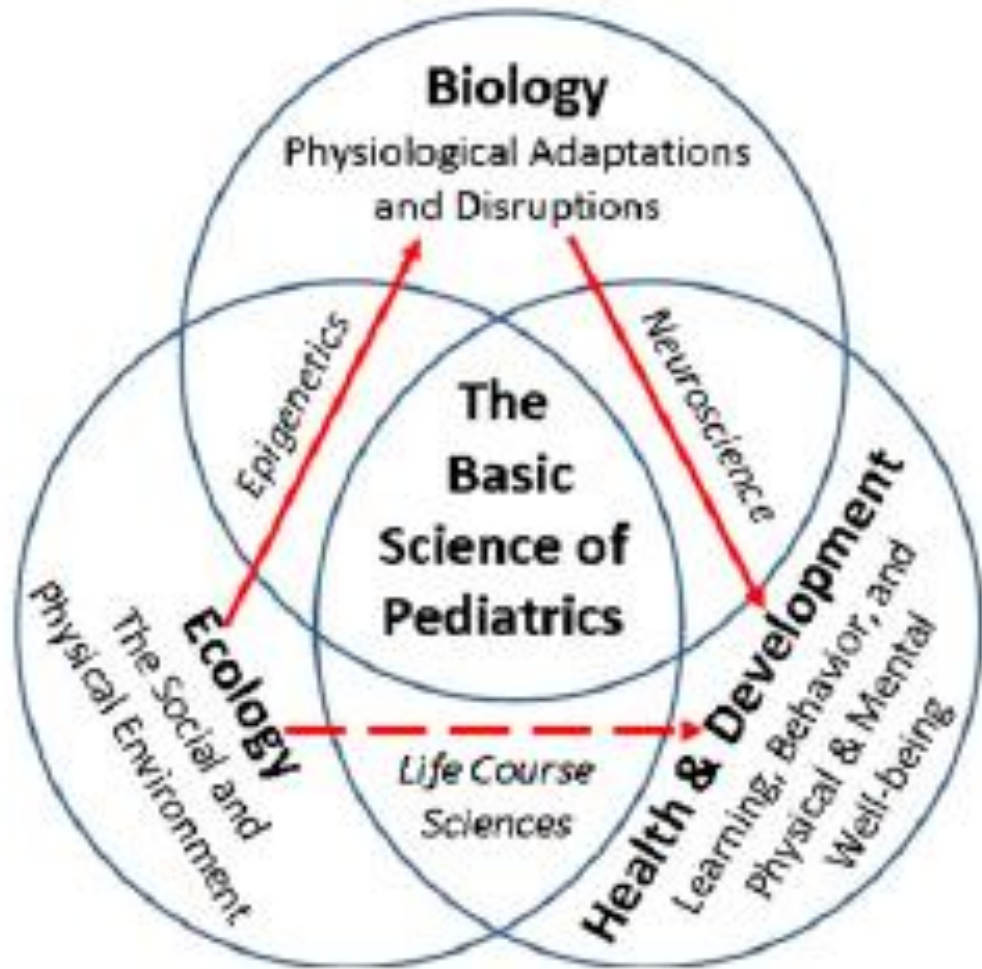 Biology
Physiological Adaptations
and Disruptions
Epigenetics
Neuroscience
The
Basic
Science of
Pediatrics
Ecology
The Social and
Physical Environment
Life Course
Sciences
Health & Development
Learning, Behavior, and
Physical & Mental
Well-being